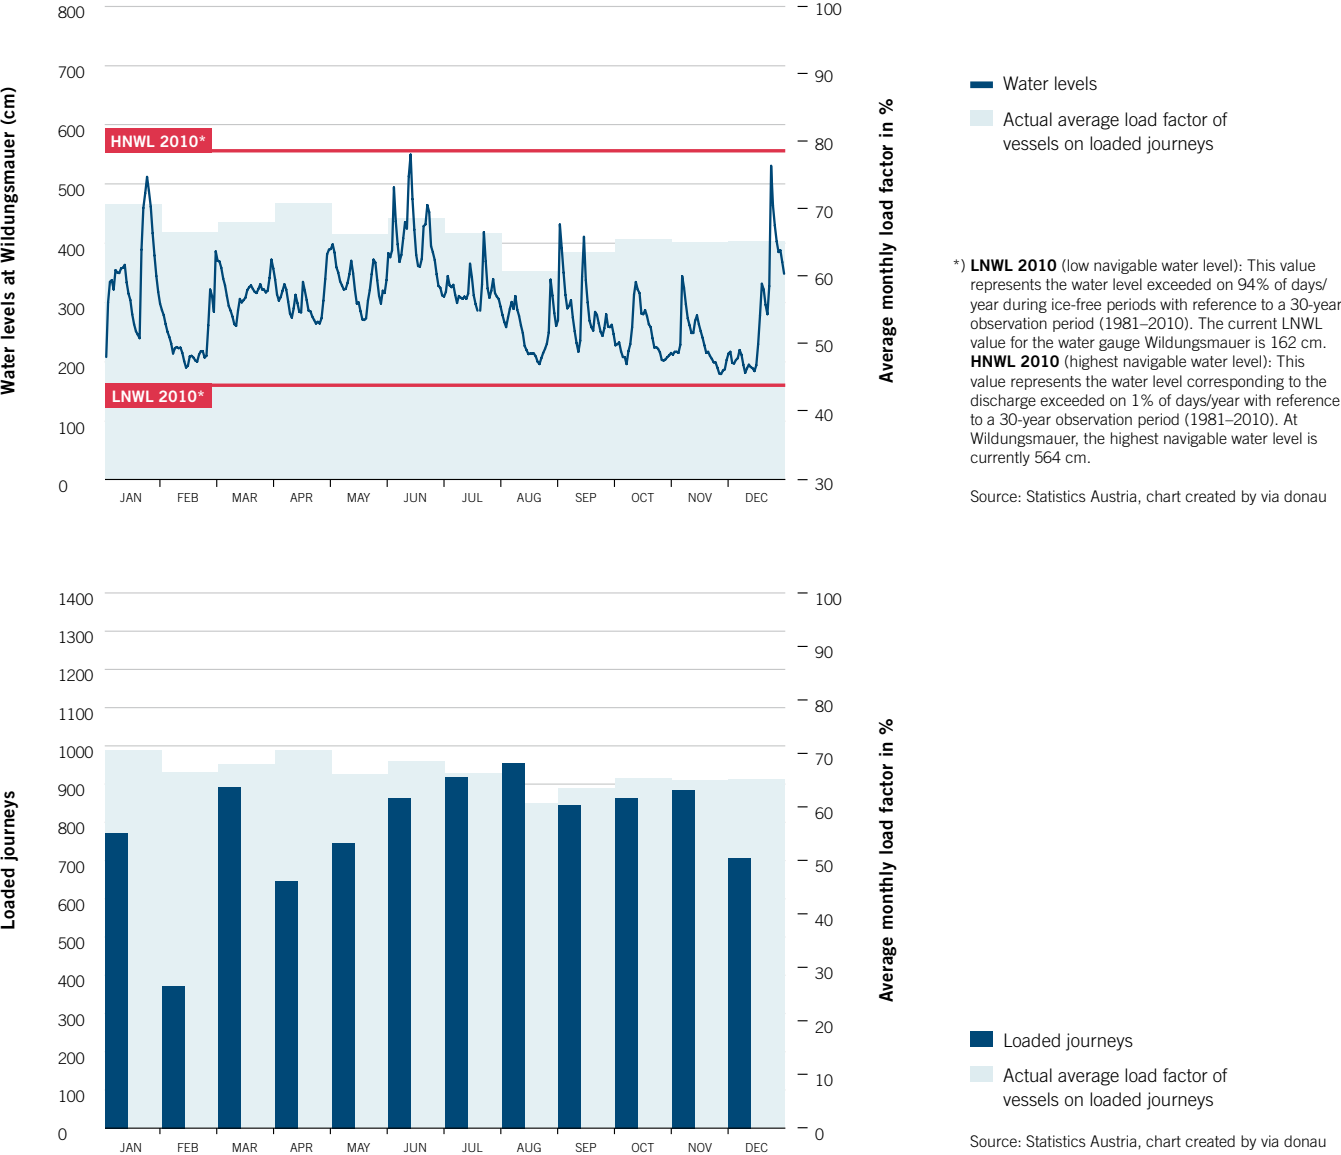 Water levels at Wildungsmauer (cm)
800
700
600
500
400
300
200
100
0
HNWL 2010*
LNWL 2010*
JAN FEB MAR APR MAY JUN JUL AUG SEP OCT NOV DEC
100
90
80
70
60
50
40
30
Average monthly load factor in %
Water levels
Actual average load factor of
vessels on loaded journeys
*) LNWL 2010 (low navigable water level): This value
represents the water level exceeded on 94% of days/
year during ice-free periods with reference to a 30-year
observation period (1981–2010). The current LNWL
value for the water gauge Wildungsmauer is 162 cm.
HNWL 2010 (highest navigable water level): This
value represents the water level corresponding to the
discharge exceeded on 1% of days/year with reference
to a 30-year observation period (1981–2010). At
Wildungsmauer, the highest navigable water level is
currently 564 cm.
Source: Statistics Austria, chart created by via donau
Loaded journeys
1400
1300
1200
1100
1000
900
800
700
600
500
400
300
200
100
0
JAN FEB MAR APR MAY JUN JUL AUG SEP OCT NOV DEC
100
90
80
70
60
50
40
30
20
10
0
Average monthly load factor in %
Loaded journeys
Actual average load factor of
vessels on loaded journeys
Source: Statistics Austria, chart created by via donau